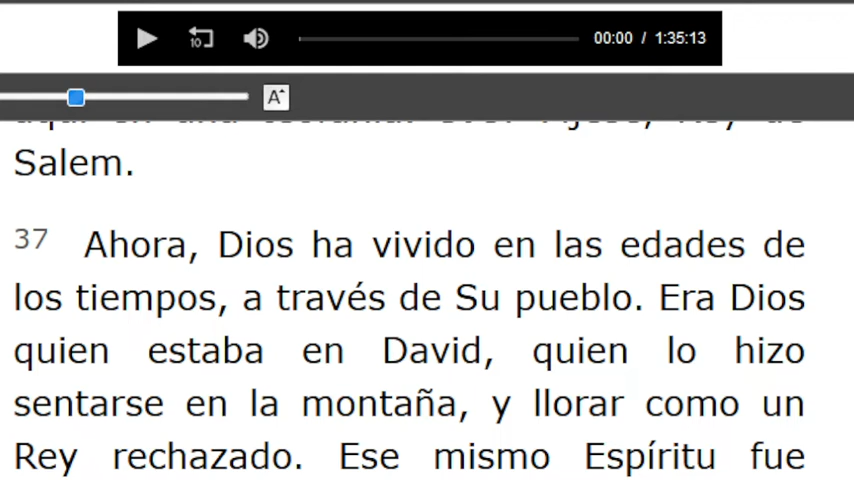 10
00:00 / 1:35:13
A
Salem.
37 Ahora, Dios ha vivido en las edades de
los tiempos, a través de Su pueblo. Era Dios
quien estaba en David, quien lo hizo
sentarse en la montaña, y llorar como un
Rey rechazado. Ese mismo Espíritu fue